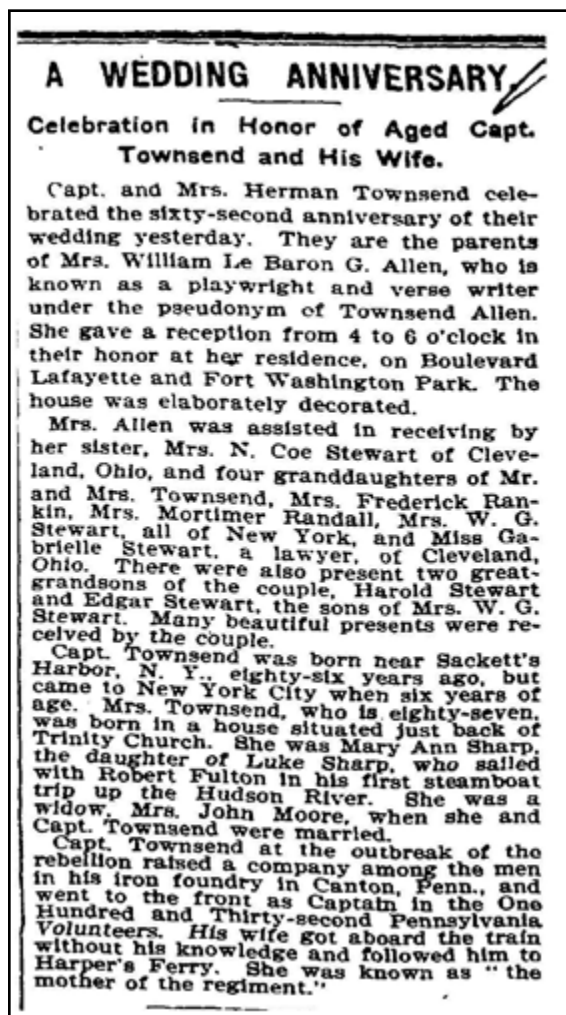 A WEDDING ANNIVERSARY.
Celebration in Honor of Aged Capt.
Townsend and His Wife.
Capt. and Mrs. Herman Townsend cele-
brated the sixty-second anniversary of their
wedding yesterday. They are the parents
of Mrs. William Le Baron G. Allen, who is
known as a playwright and verse writer
under the pseudonym of Townsend Allen.
She gave a reception from 4 to 6 o'clock in
their honor at her residence, on Boulevard
Lafayette and Fort Washington Park. The
house was elaborately decorated.
Mrs. Allen was assisted in receiving by
her sister, Mrs. N. Coe Stewart of Cleve-
land, Ohio, and four granddaughters of Mr.
and Mrs. Townsend, Mrs. Frederick Ran-
kin, Mrs. Mortimer Randall, Mrs. W. G.
Stewart, all of New York, and Miss Ga-
brielle Stewart, a lawyer, of Cleveland,
Ohio. There were also present two great-
grandsons of the couple, Harold Stewart
and Edgar Stewart, the sons of Mrs. W. G.
Stewart. Many beautiful presents were re-
ceived by the couple.
Capt. Townsend was born near Sackett's
Harbor, N. Y., eighty-six years ago, but
came to New York City when six years of
age. Mrs. Townsend, who is eighty-seven,
was born in a house situated just back of
Trinity Church. She was Mary Ann Sharp,
the daughter of Luke Sharp, who sailed
with Robert Fulton in his first steamboat
trip up the Hudson River. She was a
widow, Mrs. John Moore, when she and
Capt. Townsend were married.
Capt. Townsend at the outbreak of the
rebellion raised a company among the men
in his iron foundry in Canton, Penn., and
went to the front as Captain in the One
Hundred and Thirty-second Pennsylvania
Volunteers. His wife got aboard the train
without his knowledge and followed him to
Harper's Ferry. She was known as "the
mother of the regiment."